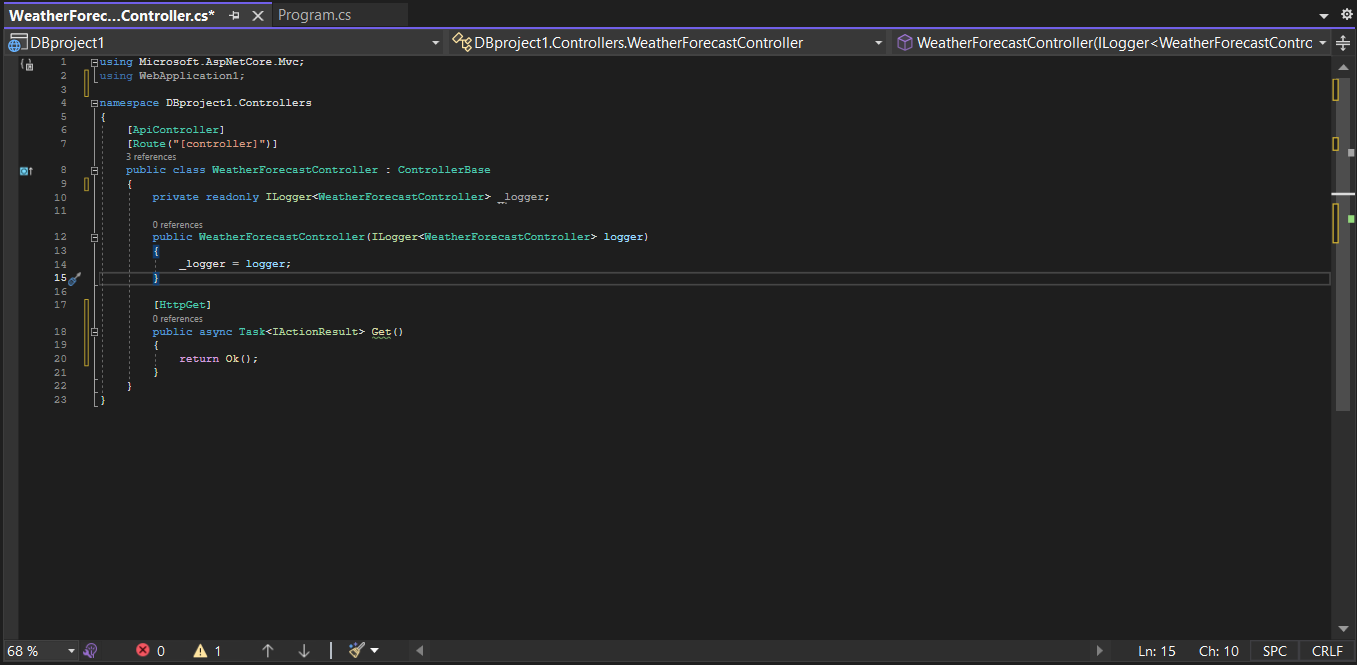 WeatherForec...Controller.cs*
Program.cs
DBproject1
DBproject1.Controllers.WeatherForecastController
WeatherForecastController(ILogger<WeatherForecastContro
1 using Microsoft.AspNetCore.Mvc;
2 using WebApplication1;
3
4 namespace DBproject1.Controllers
5 {
6 [ApiController]
7 [Route("[controller]")]
3 references
8 public class WeatherForecastController : ControllerBase
9 {
10 private readonly ILogger<WeatherForecastController> _logger;
11
0 references
12 public WeatherForecastController(ILogger<WeatherForecastController> logger)
13 {
14 _logger = logger;
15 }
16
17 [HttpGet]
0 references
18 public async Task<IActionResult> Get()
19 {
20 return Ok();
21 }
22 }
23 }
68 % 0 1 Ln: 15 Ch: 10 SPC CRLF